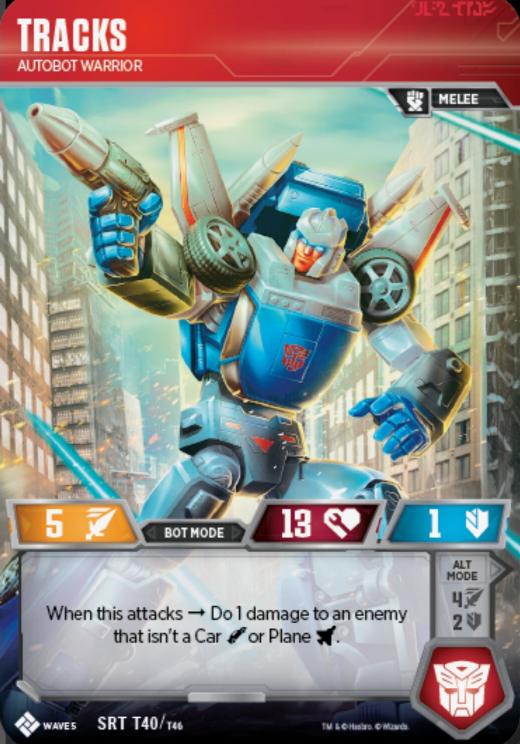 TRACKS
AUTOBOT WARRIOR
MELEE
5
BOT MODE
13
1
ALT
MODE
4
2
When this attacks → Do 1 damage to an enemy
that isn't a Car or Plane .
WAVE 5 SRT T40/T46
TM & © Hasbro. © Wizards.